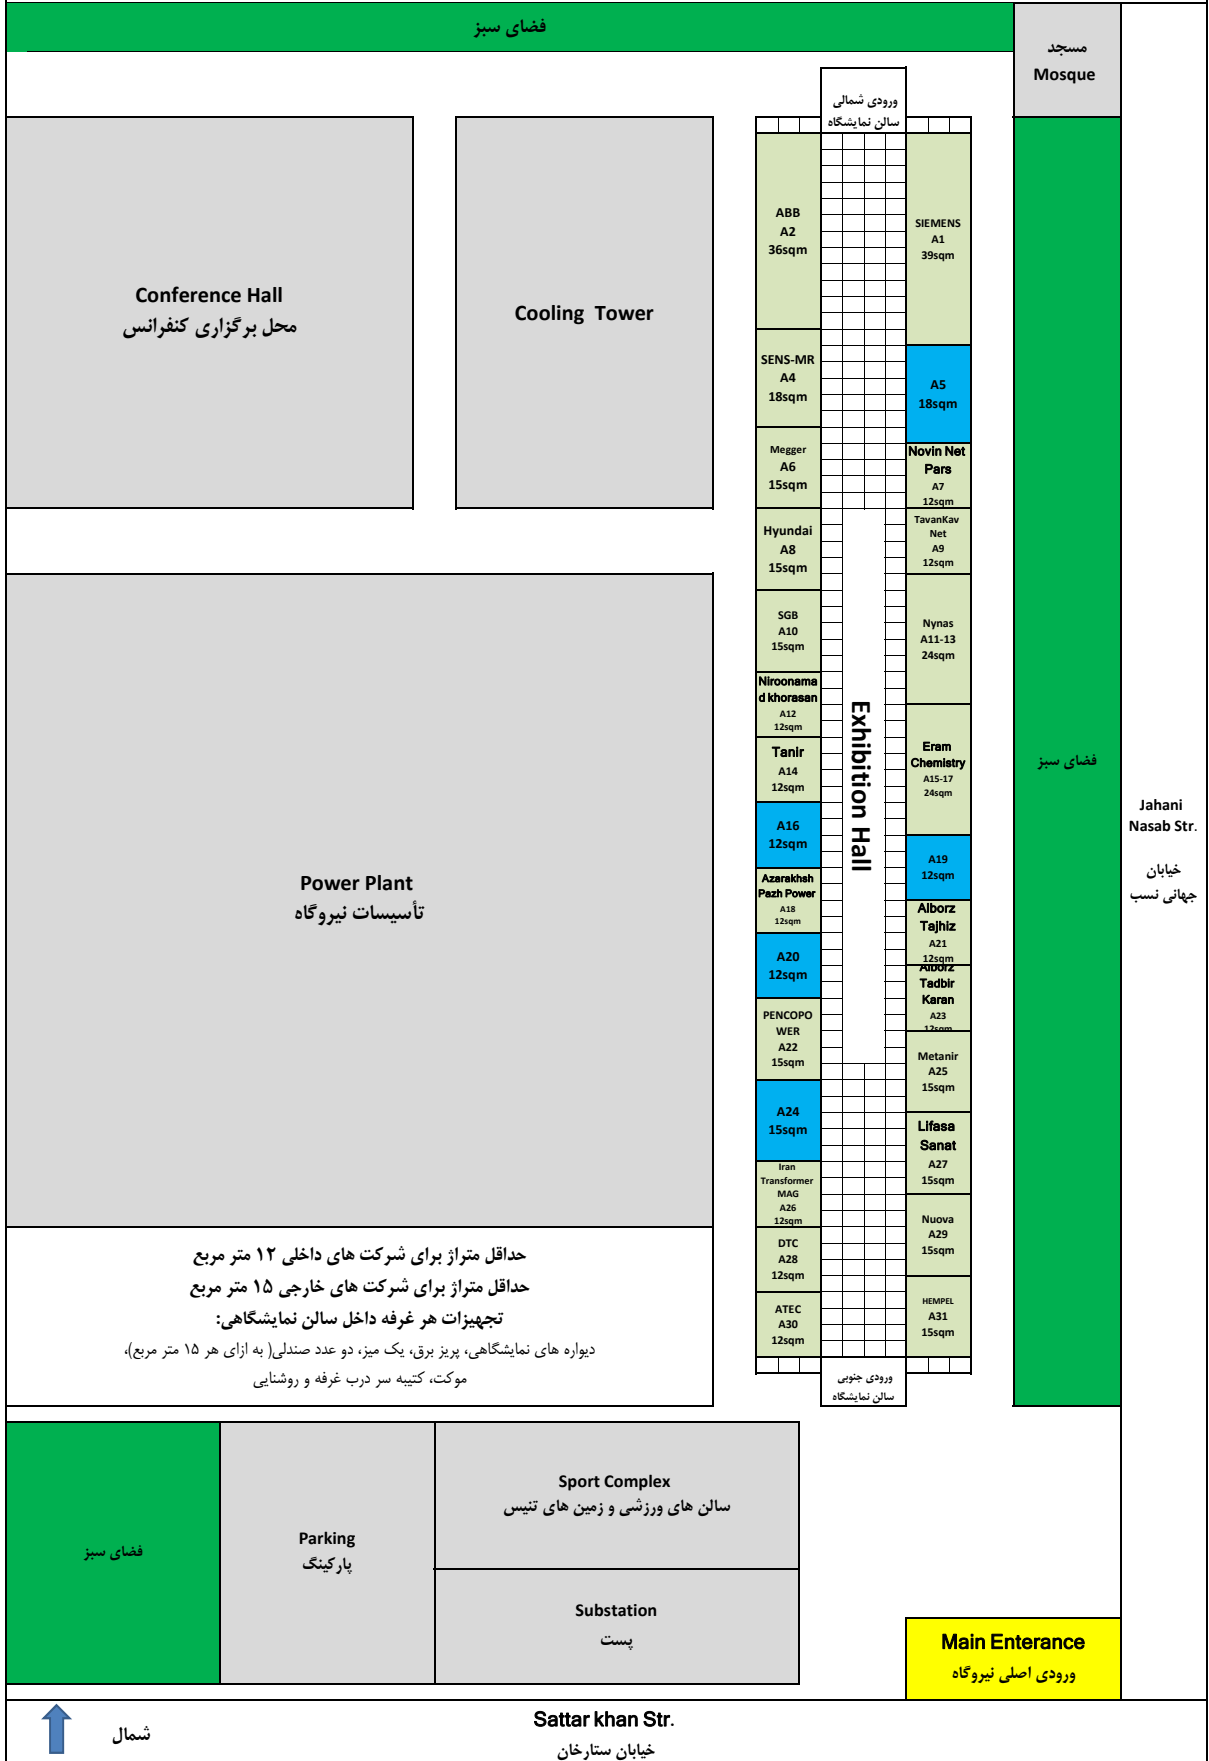 فضای سبز
مسجد
Mosque
ورودی شمالی
سالن نمایشگاه
Conference Hall
محل برگزاری کنفرانس
Cooling Tower
ABB
A2
36sqm
SENS-MR
A4
18sqm
Megger
A6
15sqm
Hyundai
A8
15sqm
SGB
A10
15sqm
Niroonama
d khorasan
A12
12sqm
Tanir
A14
12sqm
A16
12sqm
Azarakhsh
Pazh Power
A18
12sqm
A20
12sqm
PENCOPO
WER
A22
15sqm
A24
15sqm
Iran
Transformer
MAG
A26
12sqm
DTC
A28
12sqm
ATEC
A30
12sqm
Exhibition Hall
SIEMENS
A1
39sqm
A5
18sqm
Novin Net
Pars
A7
12sqm
TavanKav
Net
A9
12sqm
Nynas
A11-13
24sqm
Eram
Chemistry
A15-17
24sqm
A19
12sqm
Alborz
Tajhiz
A21
12sqm
Alborz
Tadbir
Karan
A23
12sqm
Metanir
A25
15sqm
Lifasa
Sanat
A27
15sqm
Nuova
A29
15sqm
HEMPEL
A31
15sqm
ورودی جنوبی
سالن نمایشگاه
فضای سبز
Jahani
Nasab Str.
خیابان
جهانی نسب
Power Plant
تأسیسات نیروگاه
حداقل متراژ برای شرکت های داخلی ۱۲ متر مربع
حداقل متراژ برای شرکت های خارجی ۱۵ متر مربع
تجهیزات هر غرفه داخل سالن نمایشگاهی:
دیواره های نمایشگاهی، پریز برق، یک میز، دو عدد صندلی( به ازای هر ۱۵ متر مربع)،
موکت، کتیبه سر درب غرفه و روشنایی
فضای سبز
Parking
پارکینگ
Sport Complex
سالن های ورزشی و زمین های تنیس
Substation
پست
Main Enterance
ورودی اصلی نیروگاه
شمال
Sattar khan Str.
خیابان ستارخان